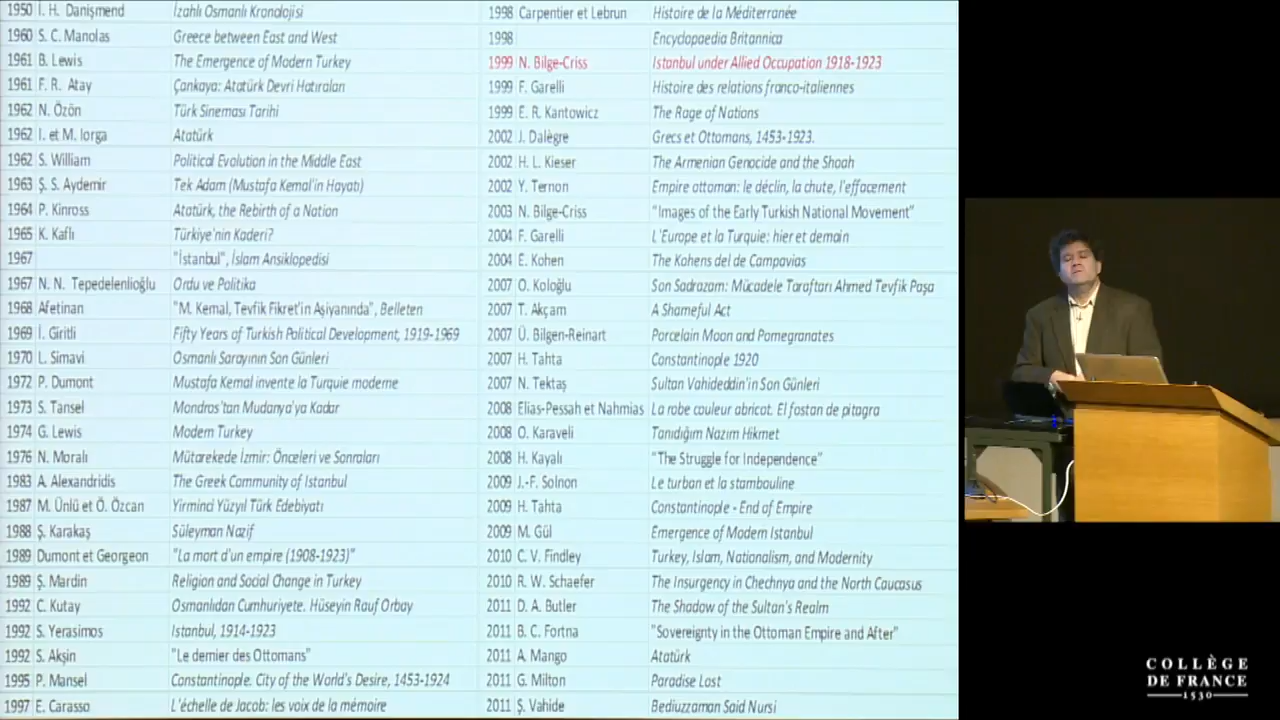 1950 İ. H. Danişmend İzahlı Osmanlı Kronolojisi
1960 S. C. Manolas Greece between East and West
1961 B. Lewis The Emergence of Modern Turkey
1961 F. R. Atay Çankaya: Atatürk Devri Hatıraları
1962 N. Özön Türk Sineması Tarihi
1962 I. et M. Iorga Atatürk
1962 S. William Political Evolution in the Middle East
1963 Ş. S. Aydemir Tek Adam (Mustafa Kemal'in Hayatı)
1964 P. Kinross Atatürk, the Rebirth of a Nation
1965 K. Kaflı Türkiye'nin Kaderi?
1967 "İstanbul", İslam Ansiklopedisi
1967 N. N. Tepedelenlioğlu Ordu ve Politika
1968 Afetinan "M. Kemal, Tevfik Fikret'in Aşiyanında", Belleten
1969 İ. Giritli Fifty Years of Turkish Political Development, 1919-1969
1970 L. Simavi Osmanlı Sarayının Son Günleri
1972 P. Dumont Mustafa Kemal invente la Turquie moderne
1973 S. Tansel Mondros'tan Mudanya'ya Kadar
1974 G. Lewis Modern Turkey
1976 N. Moralı Mütarekede İzmir: Önceleri ve Sonraları
1983 A. Alexandridis The Greek Community of Istanbul
1987 M. Ünlü et Ö. Özcan Yirminci Yüzyıl Türk Edebiyatı
1988 Ş. Karakaş Süleyman Nazif
1989 Dumont et Georgeon "La mort d'un empire (1908-1923)"
1989 Ş. Mardin Religion and Social Change in Turkey
1992 C. Kutay Osmanlıdan Cumhuriyete. Hüseyin Rauf Orbay
1992 S. Yerasimos Istanbul, 1914-1923
1992 S. Akşin "Le dernier des Ottomans"
1995 P. Mansel Constantinople. City of the World's Desire, 1453-1924
1997 E. Carasso L'échelle de Jacob: les voix de la mémoire
1998 Carpentier et Lebrun Histoire de la Méditerranée
1998 Encyclopaedia Britannica
1999 N. Bilge-Criss Istanbul under Allied Occupation 1918-1923
1999 F. Garelli Histoire des relations franco-italiennes
1999 E. R. Kantowicz The Rage of Nations
2002 J. Dalègre Grecs et Ottomans, 1453-1923.
2002 H. L. Kieser The Armenian Genocide and the Shoah
2002 Y. Ternon Empire ottoman: le déclin, la chute, l'effacement
2003 N. Bilge-Criss "Images of the Early Turkish National Movement"
2004 F. Garelli L'Europe et la Turquie: hier et demain
2004 E. Kohen The Kohens del de Campavias
2007 O. Koloğlu Son Sadrazam: Mücadele Taraftarı Ahmed Tevfik Paşa
2007 T. Akçam A Shameful Act
2007 Ü. Bilgen-Reinart Porcelain Moon and Pomegranates
2007 H. Tahta Constantinople 1920
2007 N. Tektaş Sultan Vahideddin'in Son Günleri
2008 Elias-Pessah et Nahmias La robe couleur abricot. El fostan de pitagra
2008 O. Karaveli Tanıdığım Nazım Hikmet
2008 H. Kayalı "The Struggle for Independence"
2009 J.-F. Solnon Le turban et la stambouline
2009 H. Tahta Constantinople - End of Empire
2009 M. Gül Emergence of Modern Istanbul
2010 C. V. Findley Turkey, Islam, Nationalism, and Modernity
2010 R. W. Schaefer The Insurgency in Chechnya and the North Caucasus
2011 D. A. Butler The Shadow of the Sultan's Realm
2011 B. C. Fortna "Sovereignty in the Ottoman Empire and After"
2011 A. Mango Atatürk
2011 G. Milton Paradise Lost
2011 Ş. Vahide Bediuzzaman Said Nursi
COLLÈGE
DE FRANCE
1530